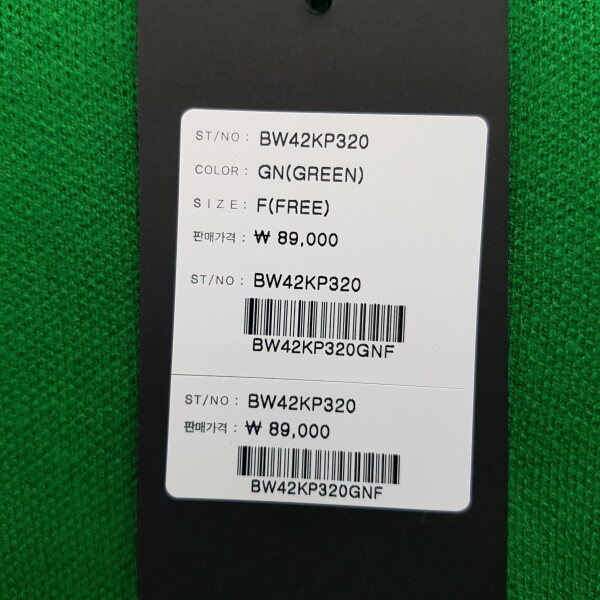 ST/NO : BW42KP320
COLOR : GN(GREEN)
SIZE : F(FREE)
판매가격 : ₩ 89,000
ST/NO : BW42KP320
BW42KP320GNF
ST/NO : BW42KP320
판매가격 : ₩ 89,000
BW42KP320GNF